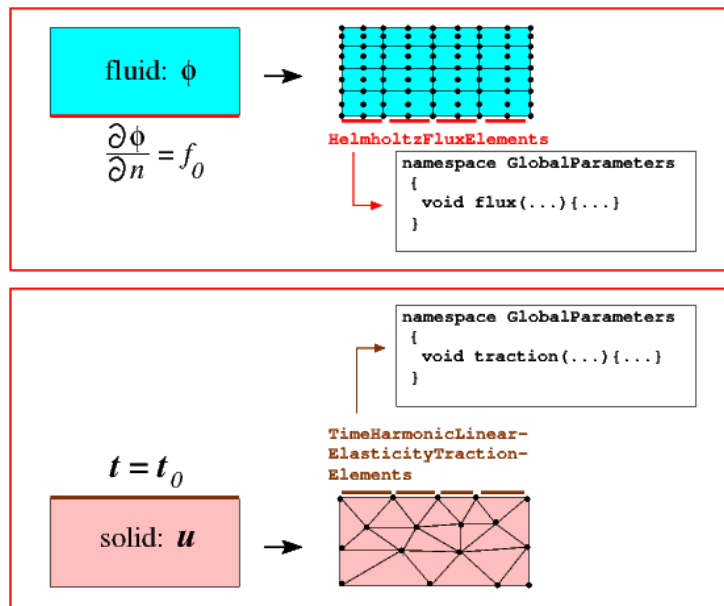 fluid: ϕ
∂ϕ/∂n = f₀
HelmholtzFluxElements
namespace GlobalParameters
{
void flux(...){...}
}
namespace GlobalParameters
{
void traction(...){...}
}
TimeHarmonicLinear-
ElasticityTraction-
Elements
t = t₀
solid: u